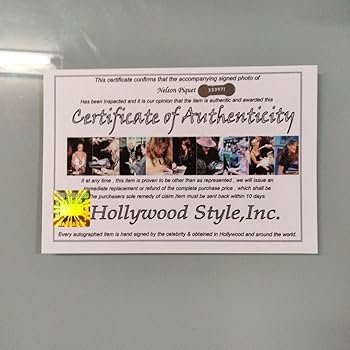 This certificate confirms that the accompanying signed photo of
Nelson Piquet
Has been inspected and it is our opinion that the item is authentic and awarded this
Certificate of Authenticity
If at any time , this item is proven to be other than as represented , we will issue an
immediate replacement or refund of the complete purchase price , which shall be
The purchasers sole remedy of claim item must be sent back within 10 days.
Hollywood Style,Inc.
Every autographed item is hand signed by the celebrity & obtained in Hollywood and around the world.